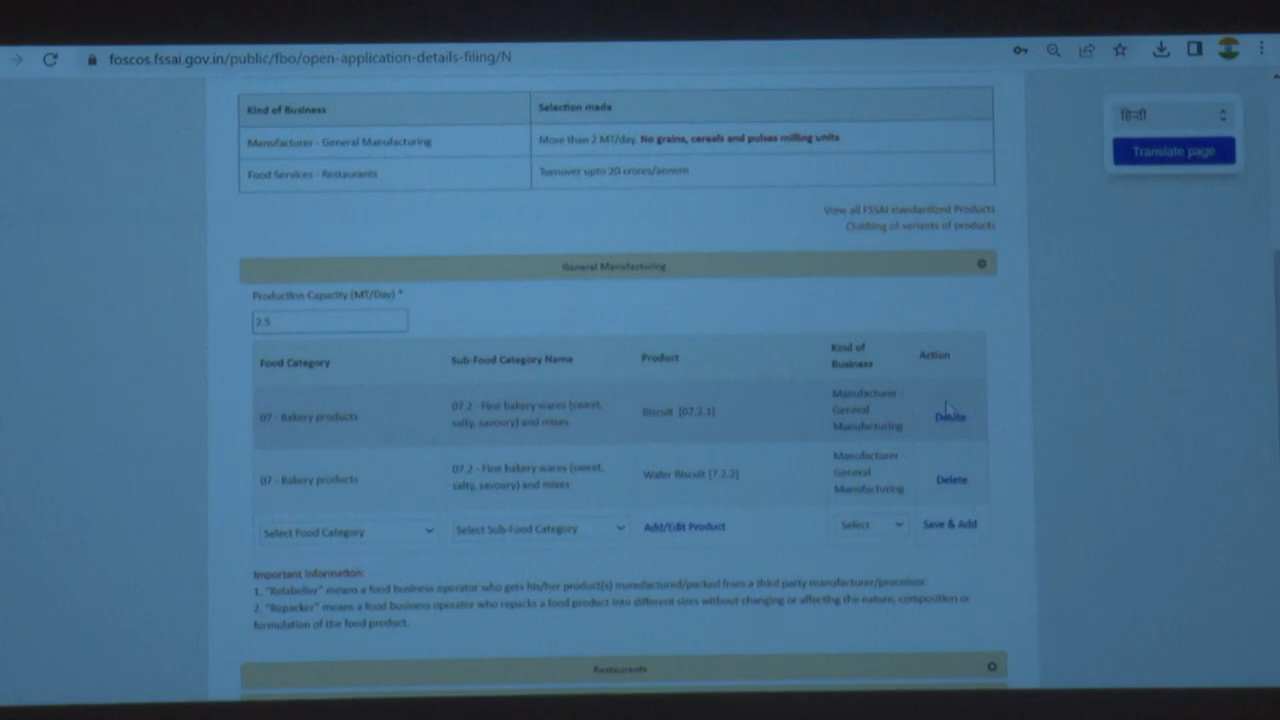 foscos.fssai.gov.in/public/fbo/open-application-details-filing/N
हिन्दी
Translate page
Kind of Business
Selection made
Manufacturer - General Manufacturing
More than 2 MT/day. No grains, cereals and pulses milling units
Food Services - Restaurants
Turnover upto 20 crores/annum
View all FSSAI standardized Products
Clubbing of variants of products
General Manufacturing
Production Capacity (MT/Day) *
2.5
Food Category
Sub-Food Category Name
Product
Kind of
Business
Action
07 - Bakery products
07.2 - Fine bakery wares (sweet,
salty, savoury) and mixes
Biscuit [07.2.1]
Manufacturer -
General
Manufacturing
Delete
07 - Bakery products
07.2 - Fine bakery wares (sweet,
salty, savoury) and mixes
Wafer Biscuit [7.2.2]
Manufacturer -
General
Manufacturing
Delete
Select Food Category
Select Sub-Food Category
Add/Edit Product
Select
Save & Add
Important Information:
1. "Relabeller" means a food business operator who gets his/her product(s) manufactured/packed from a third party manufacturer/processor.
2. "Repacker" means a food business operator who repacks a food product into different sizes without changing or affecting the nature, composition or
formulation of the food product.
Restaurants